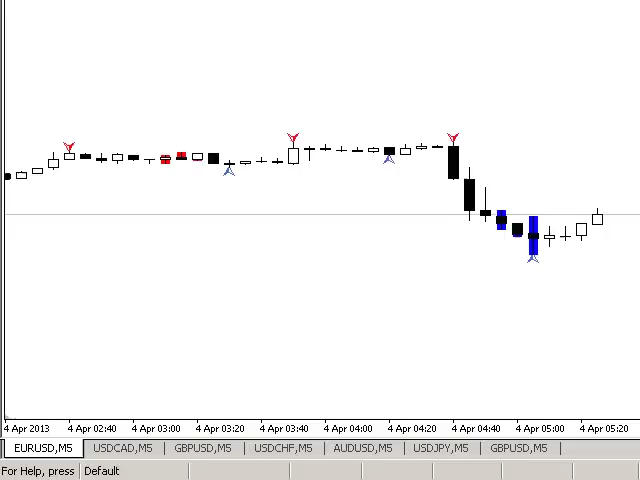 4 Apr 2013 4 Apr 02:40 4 Apr 03:00 4 Apr 03:20 4 Apr 03:40 4 Apr 04:00 4 Apr 04:20 4 Apr 04:40 4 Apr 05:00 4 Apr 05:20
EURUSD,M5 USDCAD,M5 GBPUSD,M5 USDCHF,M5 AUDUSD,M5 USDJPY,M5 GBPUSD,M5
For Help, press Default